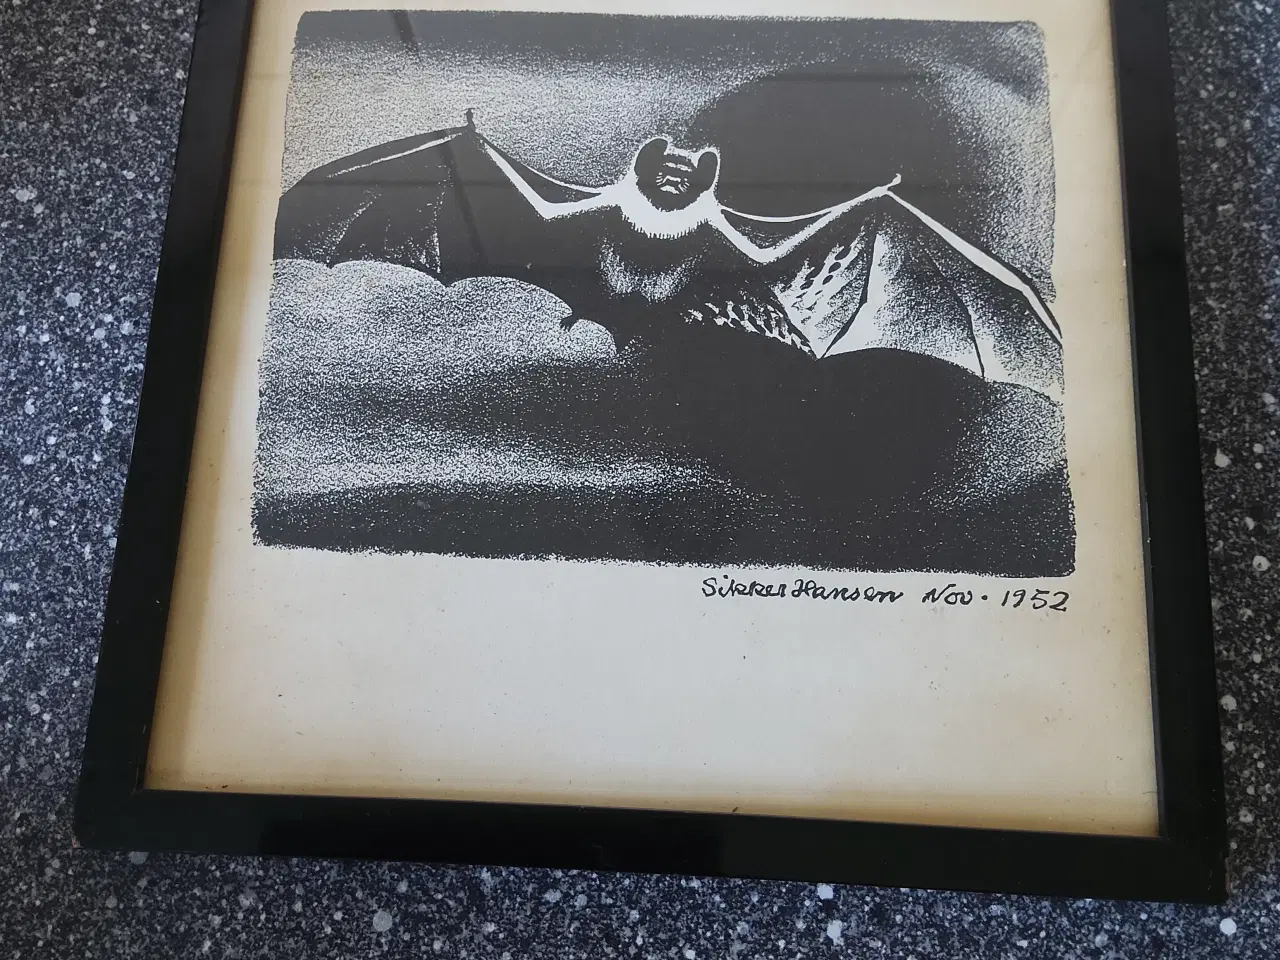 Sikker Hansen Nov. 1952